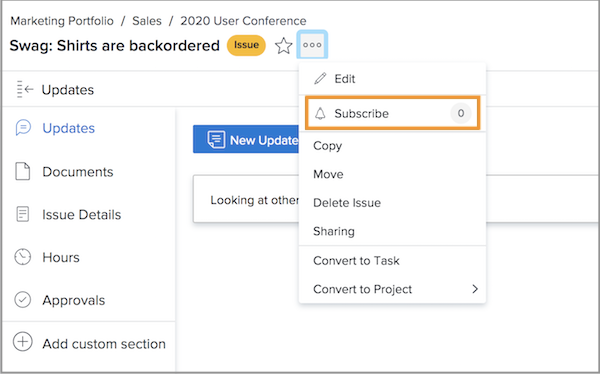 Marketing Portfolio / Sales / 2020 User Conference
Swag: Shirts are backordered Issue
Updates
Edit
Subscribe 0
Copy
Move
Delete Issue
Sharing
Convert to Task
Convert to Project
Updates
Documents
Issue Details
Hours
Approvals
Add custom section
New Update
Looking at other